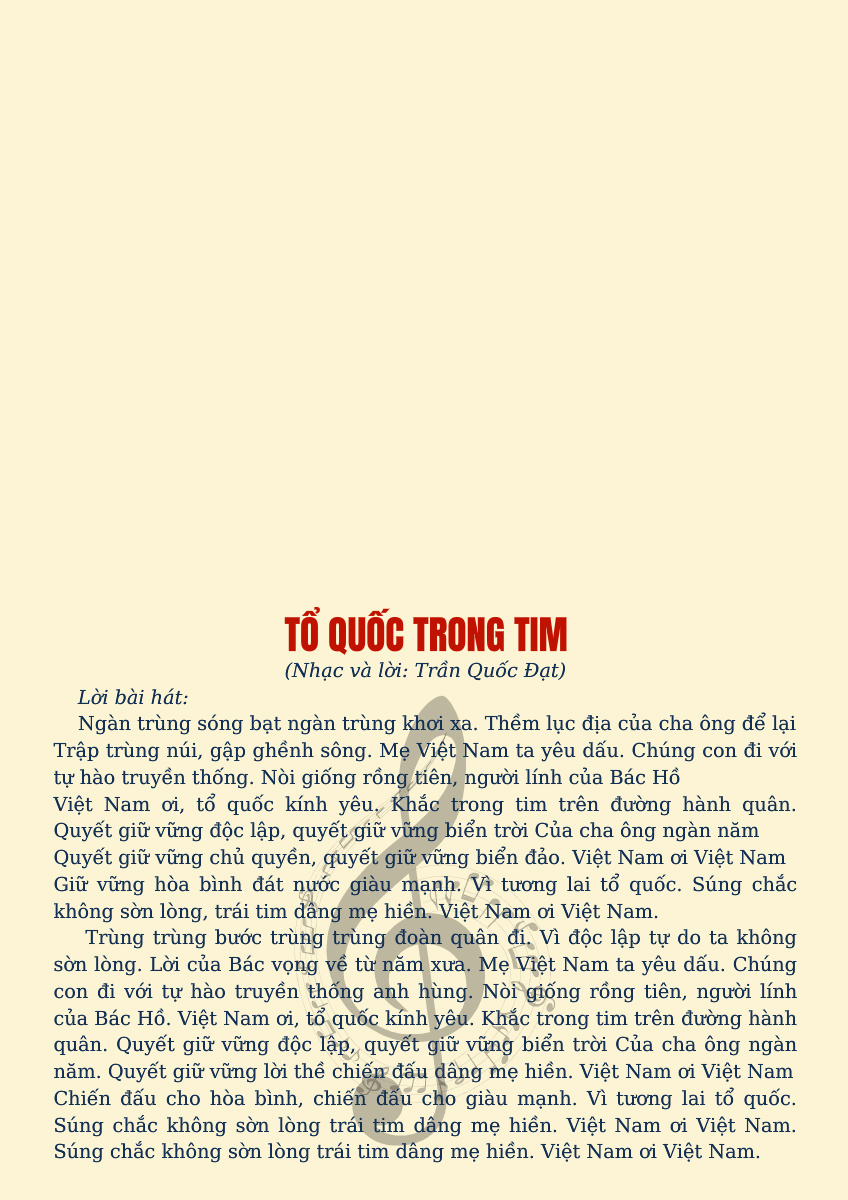 TỔ QUỐC TRONG TIM
(Nhạc và lời: Trần Quốc Đạt)
Lời bài hát:
Ngàn trùng sóng bạt ngàn trùng khơi xa. Thềm lục địa của cha ông để lại
Trập trùng núi, gập ghềnh sông. Mẹ Việt Nam ta yêu dấu. Chúng con đi với
tự hào truyền thống. Nòi giống rồng tiên, người lính của Bác Hồ
Việt Nam ơi, tổ quốc kính yêu. Khắc trong tim trên đường hành quân.
Quyết giữ vững độc lập, quyết giữ vững biển trời Của cha ông ngàn năm
Quyết giữ vững chủ quyền, quyết giữ vững biển đảo. Việt Nam ơi Việt Nam
Giữ vững hòa bình đát nước giàu mạnh. Vì tương lai tổ quốc. Súng chắc
không sờn lòng, trái tim dâng mẹ hiền. Việt Nam ơi Việt Nam.
Trùng trùng bước trùng trùng đoàn quân đi. Vì độc lập tự do ta không
sờn lòng. Lời của Bác vọng về từ năm xưa. Mẹ Việt Nam ta yêu dấu. Chúng
con đi với tự hào truyền thống anh hùng. Nòi giống rồng tiên, người lính
của Bác Hồ. Việt Nam ơi, tổ quốc kính yêu. Khắc trong tim trên đường hành
quân. Quyết giữ vững độc lập, quyết giữ vững biển trời Của cha ông ngàn
năm. Quyết giữ vững lời thề chiến đấu dâng mẹ hiền. Việt Nam ơi Việt Nam
Chiến đấu cho hòa bình, chiến đấu cho giàu mạnh. Vì tương lai tổ quốc.
Súng chắc không sờn lòng trái tim dâng mẹ hiền. Việt Nam ơi Việt Nam.
Súng chắc không sờn lòng trái tim dâng mẹ hiền. Việt Nam ơi Việt Nam.